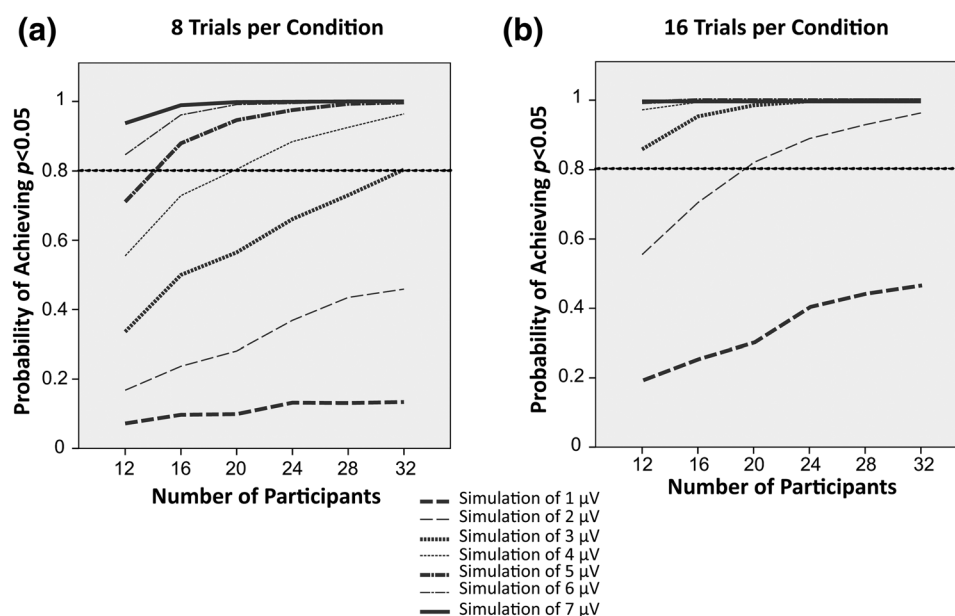 (a)
8 Trials per Condition
Probability of Achieving p<0.05
1
0.8
0.6
0.4
0.2
0
12 16 20 24 28 32
Number of Participants
(b)
16 Trials per Condition
Probability of Achieving p<0.05
1
0.8
0.6
0.4
0.2
0
12 16 20 24 28 32
Number of Participants
Simulation of 1 µV
Simulation of 2 µV
Simulation of 3 µV
Simulation of 4 µV
Simulation of 5 µV
Simulation of 6 µV
Simulation of 7 µV